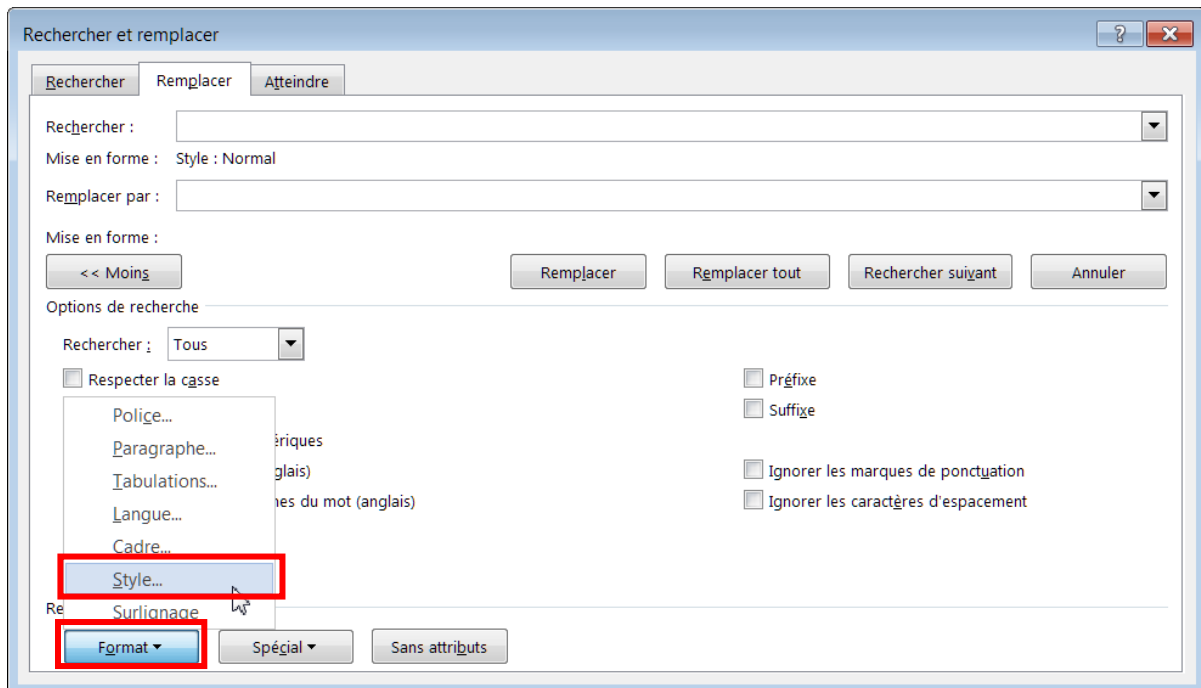 Rechercher et remplacer
Rechercher Remplacer Atteindre
Rechercher :
Mise en forme : Style : Normal
Remplacer par :
Mise en forme :
<< Moins Remplacer Remplacer tout Rechercher suivant Annuler
Options de recherche
Rechercher : Tous
Respecter la casse Préfixe
Police... Suffixe
Paragraphe... ériques
Tabulations... glais) Ignorer les marques de ponctuation
Langue... nes du mot (anglais) Ignorer les caractères d'espacement
Cadre...
Style...
Re Surlignage
Format Spécial Sans attributs